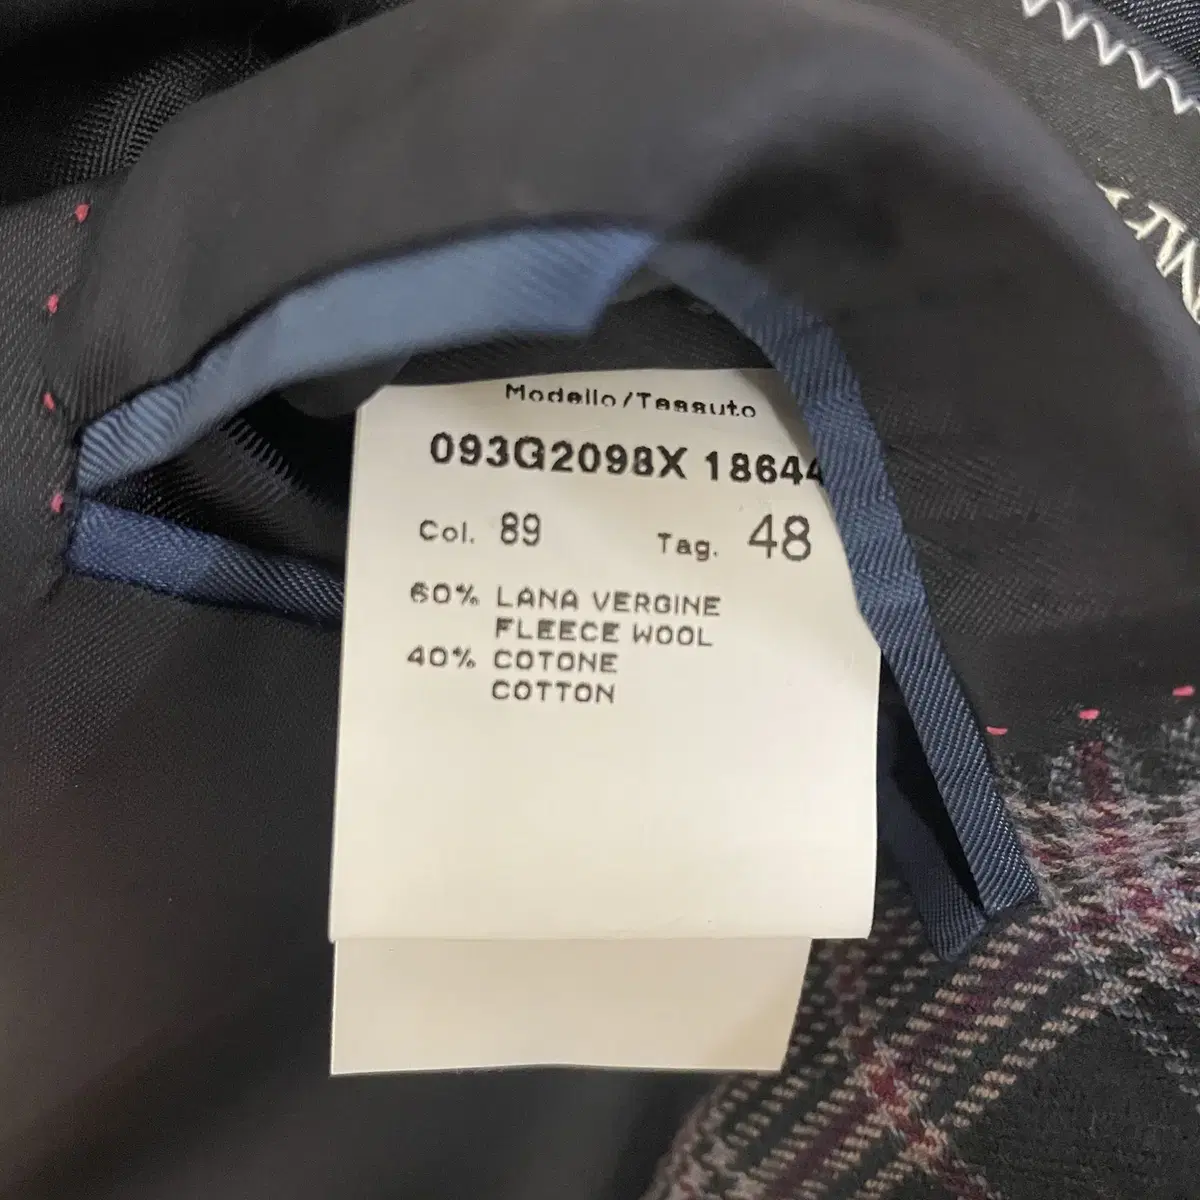 Modello/Tessuto
093G2098X 18644
Col. 89 Tag. 48
60% LANA VERGINE
FLEECE WOOL
40% COTONE
COTTON